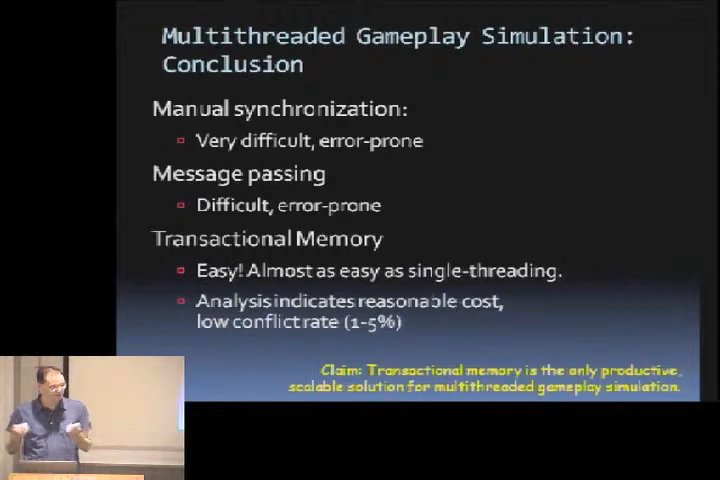 Multithreaded Gameplay Simulation:
Conclusion
Manual synchronization:
Very difficult, error-prone
Message passing
Difficult, error-prone
Transactional Memory
Easy! Almost as easy as single-threading.
Analysis indicates reasonable cost,
low conflict rate (1-5%)
Claim: Transactional memory is the only productive,
scalable solution for multithreaded gameplay simulation.